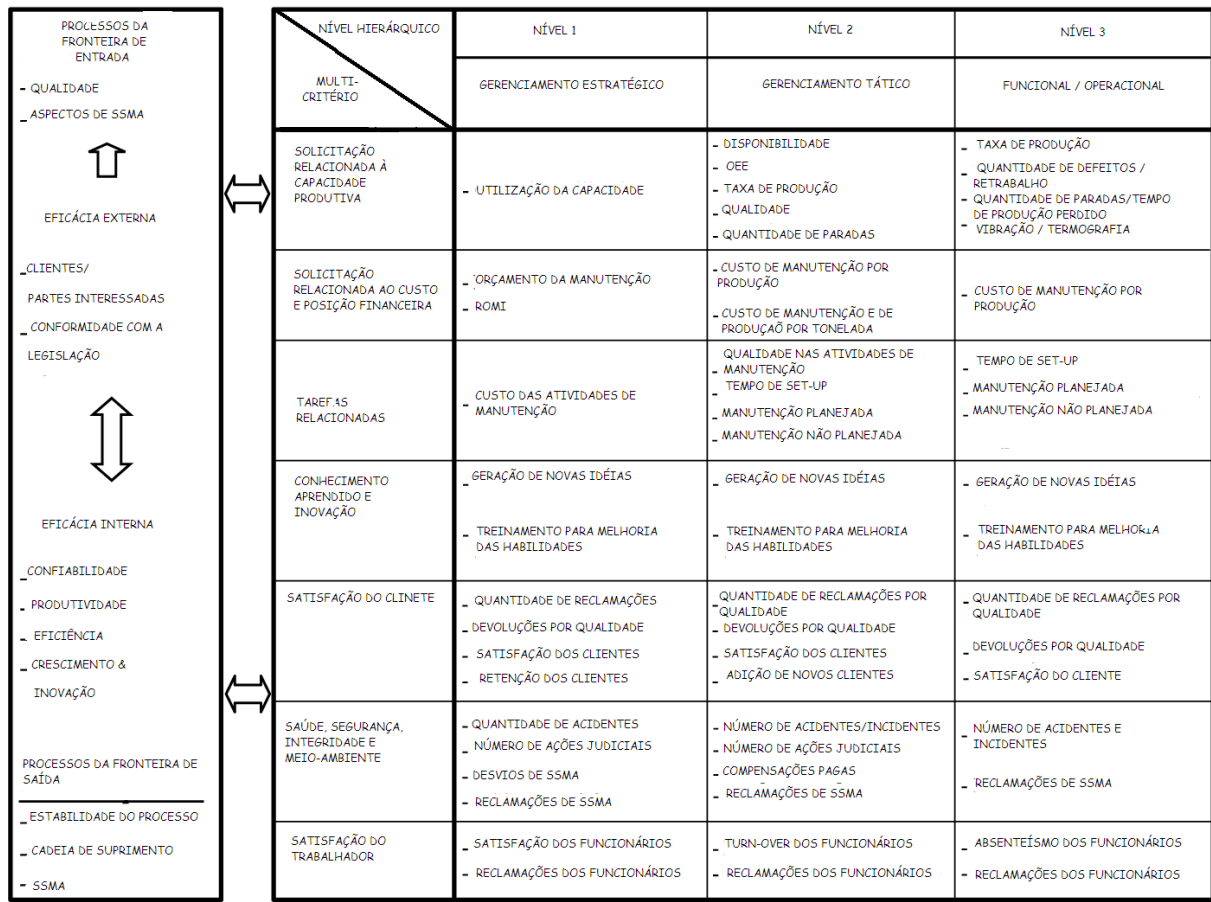 PROCESSOS DA
FRONTEIRA DE
ENTRADA
- QUALIDADE
_ ASPECTOS DE SSMA
EFICÁCIA EXTERNA
_CLIENTES/
PARTES INTERESSADAS
_ CONFORMIDADE COM A
LEGISLAÇÃO
EFICÁCIA INTERNA
_CONFIABILIDADE
- PRODUTIVIDADE
- EFICIÊNCIA
_ CRESCIMENTO &
INOVAÇÃO
PROCESSOS DA FRONTEIRA DE
SAÍDA
_ESTABILIDADE DO PROCESSO
- CADEIA DE SUPRIMENTO
- SSMA
NÍVEL HIERÁRQUICO
MULTI-
CRITÉRIO
NÍVEL 1
NÍVEL 2
NÍVEL 3
GERENCIAMENTO ESTRATÉGICO
GERENCIAMENTO TÁTICO
FUNCIONAL / OPERACIONAL
SOLICITAÇÃO
RELACIONADA À
CAPACIDADE
PRODUTIVA
- UTILIZAÇÃO DA CAPACIDADE
- DISPONIBILIDADE
- OEE
- TAXA DE PRODUÇÃO
- QUALIDADE
- QUANTIDADE DE PARADAS
- TAXA DE PRODUÇÃO
- QUANTIDADE DE DEFEITOS /
RETRABALHO
- QUANTIDADE DE PARADAS/TEMPO
DE PRODUÇÃO PERDIDO
- VIBRAÇÃO / TERMOGRAFIA
SOLICITAÇÃO
RELACIONADA AO CUSTO
E POSIÇÃO FINANCEIRA
- ORÇAMENTO DA MANUTENÇÃO
- ROMI
- CUSTO DE MANUTENÇÃO POR
PRODUÇÃO
- CUSTO DE MANUTENÇÃO E DE
PRODUÇAÕ POR TONELADA
- CUSTO DE MANUTENÇÃO POR
PRODUÇÃO
TAREFAS
RELACIONADAS
- CUSTO DAS ATIVIDADES DE
MANUTENÇÃO
QUALIDADE NAS ATIVIDADES DE
- MANUTENÇÃO
- TEMPO DE SET-UP
- MANUTENÇÃO PLANEJADA
- MANUTENÇÃO NÃO PLANEJADA
- TEMPO DE SET-UP
- MANUTENÇÃO PLANEJADA
- MANUTENÇÃO NÃO PLANEJADA
CONHECIMENTO
APRENDIDO E
INOVAÇÃO
- GERAÇÃO DE NOVAS IDÉIAS
- TREINAMENTO PARA MELHORIA
DAS HABILIDADES
- GERAÇÃO DE NOVAS IDÉIAS
- TREINAMENTO PARA MELHORIA
DAS HABILIDADES
- GERAÇÃO DE NOVAS IDÉIAS
- TREINAMENTO PARA MELHORIA
DAS HABILIDADES
SATISFAÇÃO DO CLINETE
- QUANTIDADE DE RECLAMAÇÕES
- DEVOLUÇÕES POR QUALIDADE
- SATISFAÇÃO DOS CLIENTES
- RETENÇÃO DOS CLIENTES
- QUANTIDADE DE RECLAMAÇÕES POR
QUALIDADE
- DEVOLUÇÕES POR QUALIDADE
- SATISFAÇÃO DOS CLIENTES
- ADIÇÃO DE NOVOS CLIENTES
- QUANTIDADE DE RECLAMAÇÕES POR
QUALIDADE
- DEVOLUÇÕES POR QUALIDADE
- SATISFAÇÃO DO CLIENTE
SAÚDE, SEGURANÇA,
INTEGRIDADE E
MEIO-AMBIENTE
- QUANTIDADE DE ACIDENTES
- NÚMERO DE AÇÕES JUDICIAIS
- DESVIOS DE SSMA
- RECLAMAÇÕES DE SSMA
- NÚMERO DE ACIDENTES/INCIDENTES
- NÚMERO DE AÇÕES JUDICIAIS
- COMPENSAÇÕES PAGAS
- RECLAMAÇÕES DE SSMA
- NÚMERO DE ACIDENTES E
INCIDENTES
- RECLAMAÇÕES DE SSMA
SATISFAÇÃO DO
TRABALHADOR
- SATISFAÇÃO DOS FUNCIONÁRIOS
- RECLAMAÇÕES DOS FUNCIONÁRIOS
- TURN-OVER DOS FUNCIONÁRIOS
- RECLAMAÇÕES DOS FUNCIONÁRIOS
- ABSENTEÍSMO DOS FUNCIONÁRIOS
- RECLAMAÇÕES DOS FUNCIONÁRIOS